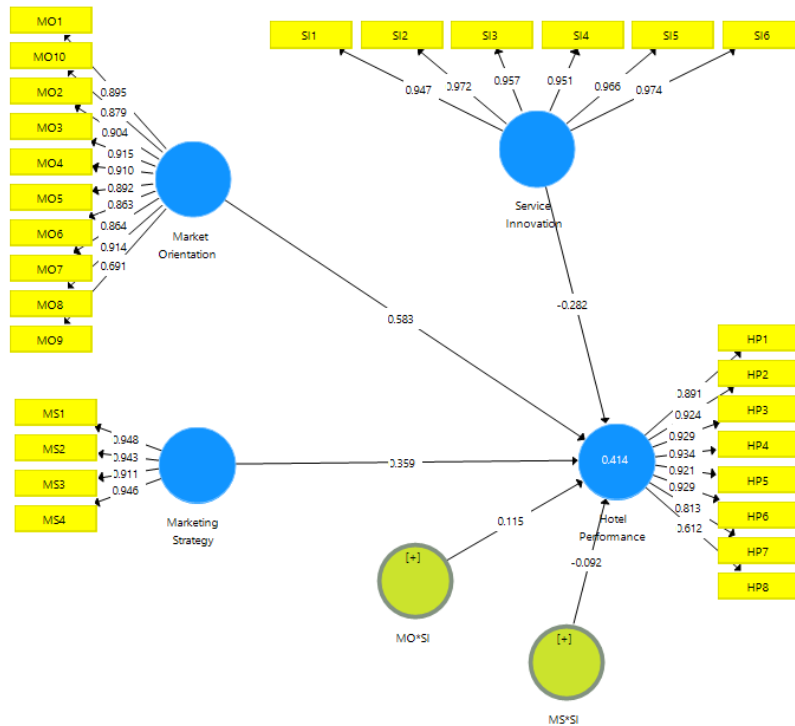 MO1
MO10
MO2
MO3
MO4
MO5
MO6
MO7
MO8
MO9
0.895
0.879
0.904
0.915
0.910
0.892
0.863
0.864
0.914
0.691
Market
Orientation
SI1
SI2
SI3
SI4
SI5
SI6
0.947
0.972
0.957
0.951
0.966
0.974
Service
Innovation
0.583
-0.282
MS1
MS2
MS3
MS4
0.948
0.943
0.911
0.946
Marketing
Strategy
0.359
0.414
Hotel
Performance
HP1
HP2
HP3
HP4
HP5
HP6
HP7
HP8
0.891
0.924
0.929
0.934
0.921
0.929
0.813
0.612
0.115
-0.092
[+]
MO*SI
[+]
MS*SI